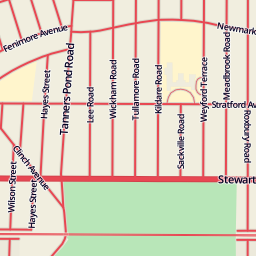 Fenimore Avenue
Newmark
Hayes Street
Tanners Pond Road
Lee Road
Wickham Road
Tullamore Road
Kildare Road
Weyford Terrace
Meadbrook Road
Stratford Av
Roxbury Road
Sackville Road
Clinch Avenue
Wilson Street
Hayes Street
Stewart